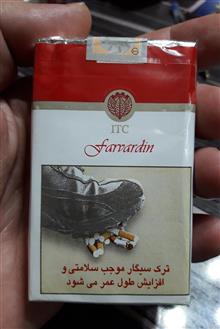 ITC
Farvardin
ترک سیگار موجب سلامتی و
افزایش طول عمر می شود